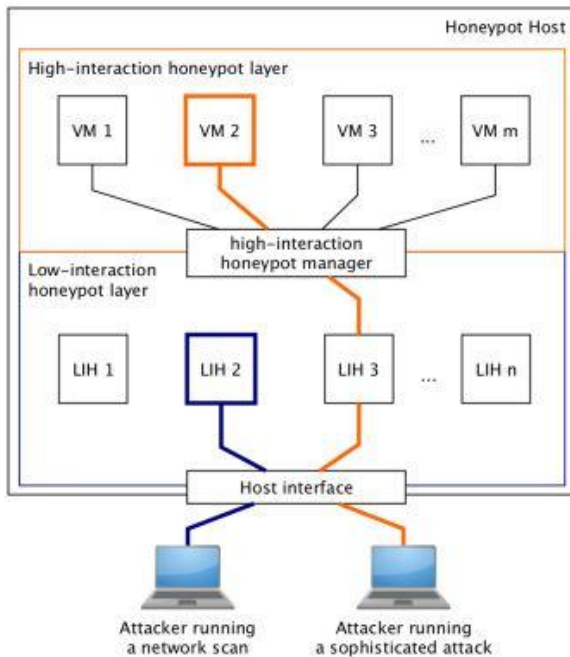 Honeypot Host
High-interaction honeypot layer
VM 1
VM 2
VM 3
...
VM m
high-interaction
honeypot manager
Low-interaction
honeypot layer
LIH 1
LIH 2
LIH 3
...
LIH n
Host interface
Attacker running
a network scan
Attacker running
a sophisticated attack